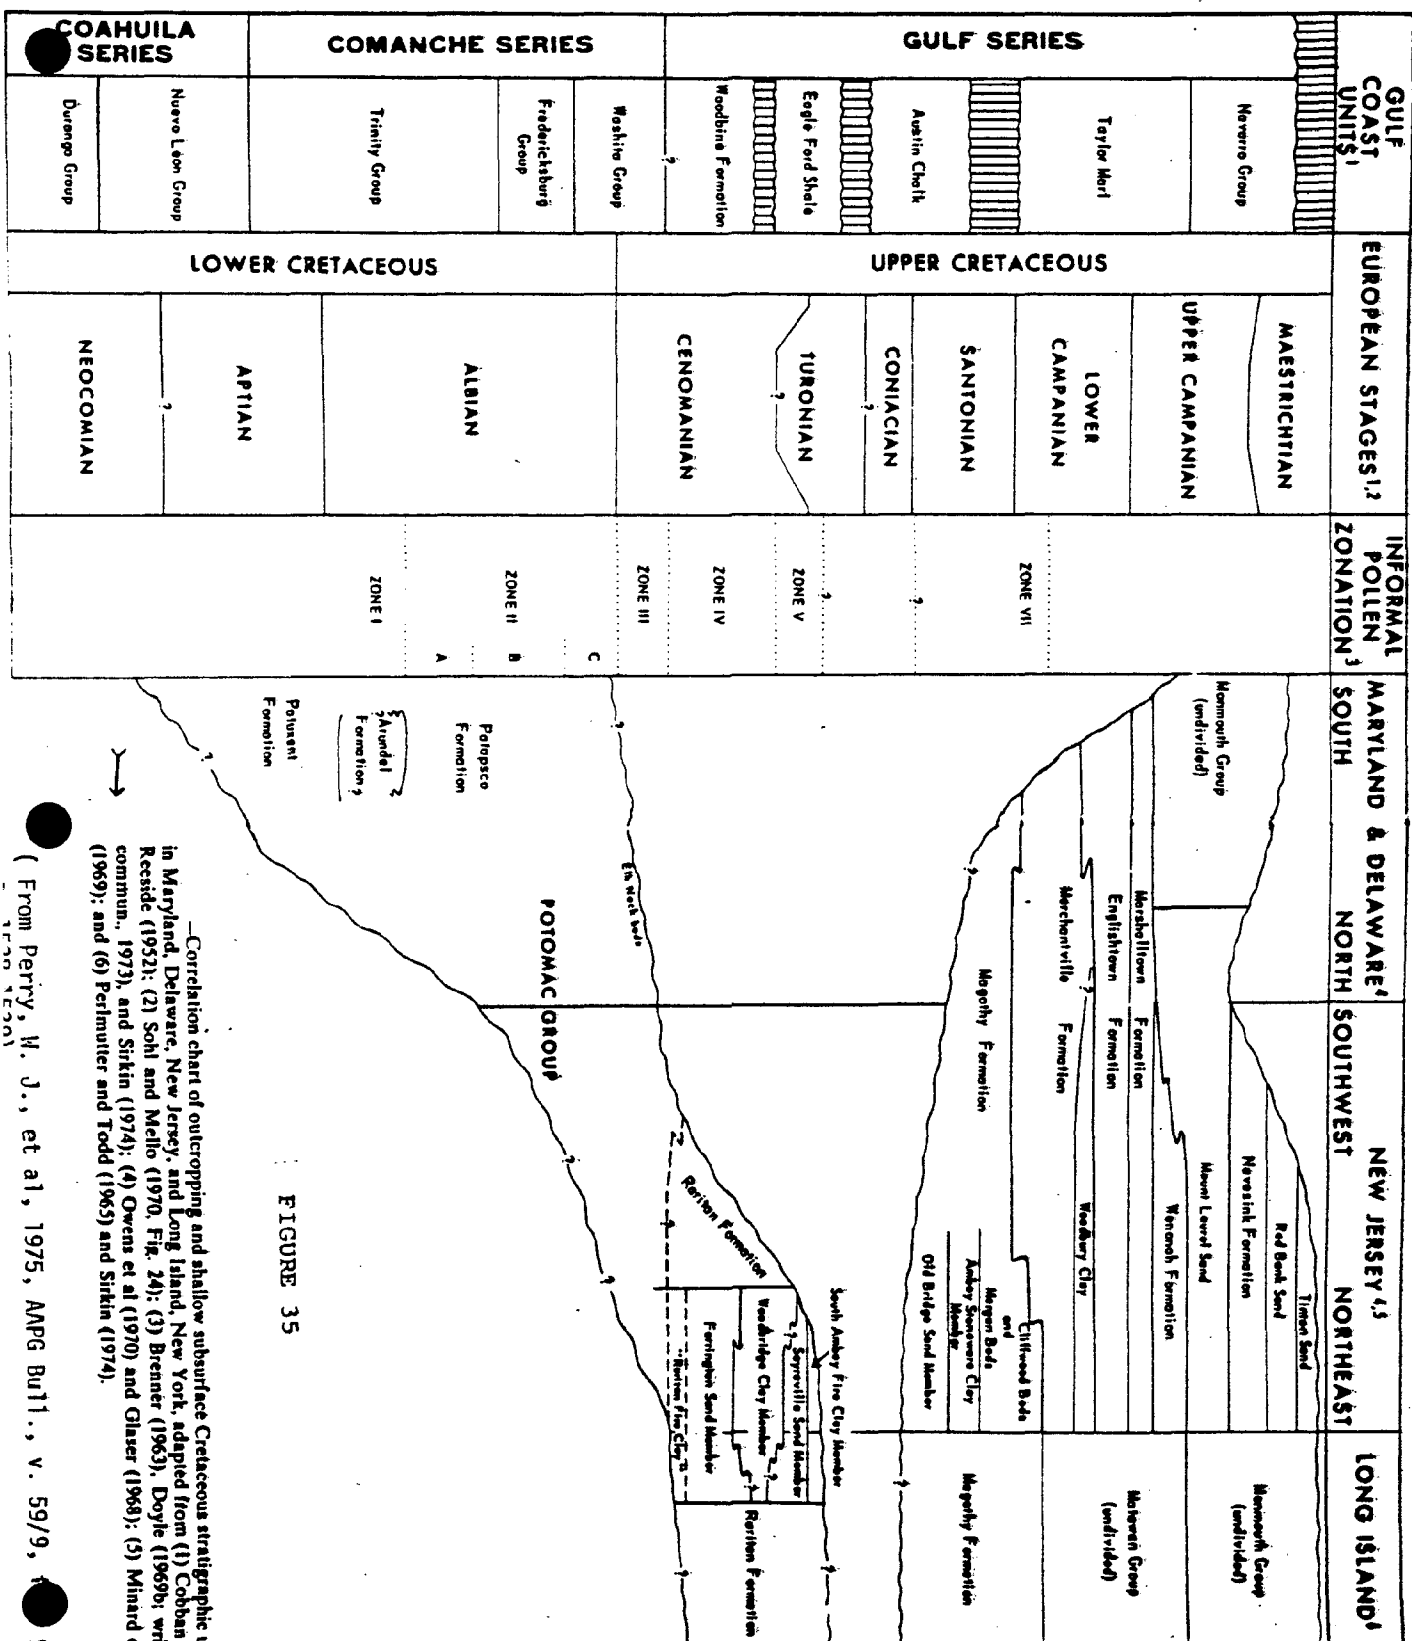 GULF
COAST
UNITS¹
EUROPEAN STAGES¹,²
INFORMAL
POLLEN
ZONATION³
MARYLAND & DELAWARE⁴
SOUTH
NORTH
NEW JERSEY⁴,⁵
SOUTHWEST
NORTHEAST
LONG ISLAND⁶
GULF SERIES
COMANCHE SERIES
COAHUILA
SERIES
Navarro Group
Taylor Marl
Austin Chalk
Eagle Ford Shale
Woodbine Formation
?
Washita Group
Fredericksburg
Group
Trinity Group
Nuevo Leon Group
Durango Group
UPPER CRETACEOUS
LOWER CRETACEOUS
MAESTRICHTIAN
UPPER CAMPANIAN
LOWER
CAMPANIAN
SANTONIAN
CONIACIAN
?
TURONIAN
?
CENOMANIAN
ALBIAN
APTIAN
?
NEOCOMIAN
ZONE VII
?
?
ZONE V
ZONE IV
ZONE III
ZONE II
C
B
A
ZONE I
Monmouth Group
(undivided)
Marshalltown Formation
Englishtown Formation
Merchantville Formation
?
Magothy Formation
?
Elk Neck beds
?
POTOMAC GROUP
Patapsco
Formation
?Arundel
Formation?
Patuxent
Formation
?
Tinton Sand
Red Bank Sand
Navesink Formation
Mount Laurel Sand
Wenonah Formation
Woodbury Clay
Cliffwood Beds
and
Morgan Beds
Amboy Stoneware Clay
Member
Old Bridge Sand Member
South Amboy Fire Clay Member
Sayreville Sand Member
Woodbridge Clay Member
Farrington Sand Member
"Raritan Fire Clay"
Raritan Formation
?
Monmouth Group
(undivided)
Matawan Group
(undivided)
Magothy Formation
Raritan Formation
FIGURE 35
—Correlation chart of outcropping and shallow subsurface Cretaceous stratigraphic
in Maryland, Delaware, New Jersey, and Long Island, New York, adapted from (1) Cobban
Reeside (1952); (2) Sohl and Mello (1970, Fig. 24); (3) Brenner (1963), Doyle (1969b;
commun., 1973), and Sirkin (1974); (4) Owens et al (1970) and Glaser (1968); (5) Minard
(1969); and (6) Perlmutter and Todd (1965) and Sirkin (1974).
( From Perry, W. J., et al, 1975, AAPG Bull., v. 59/9,